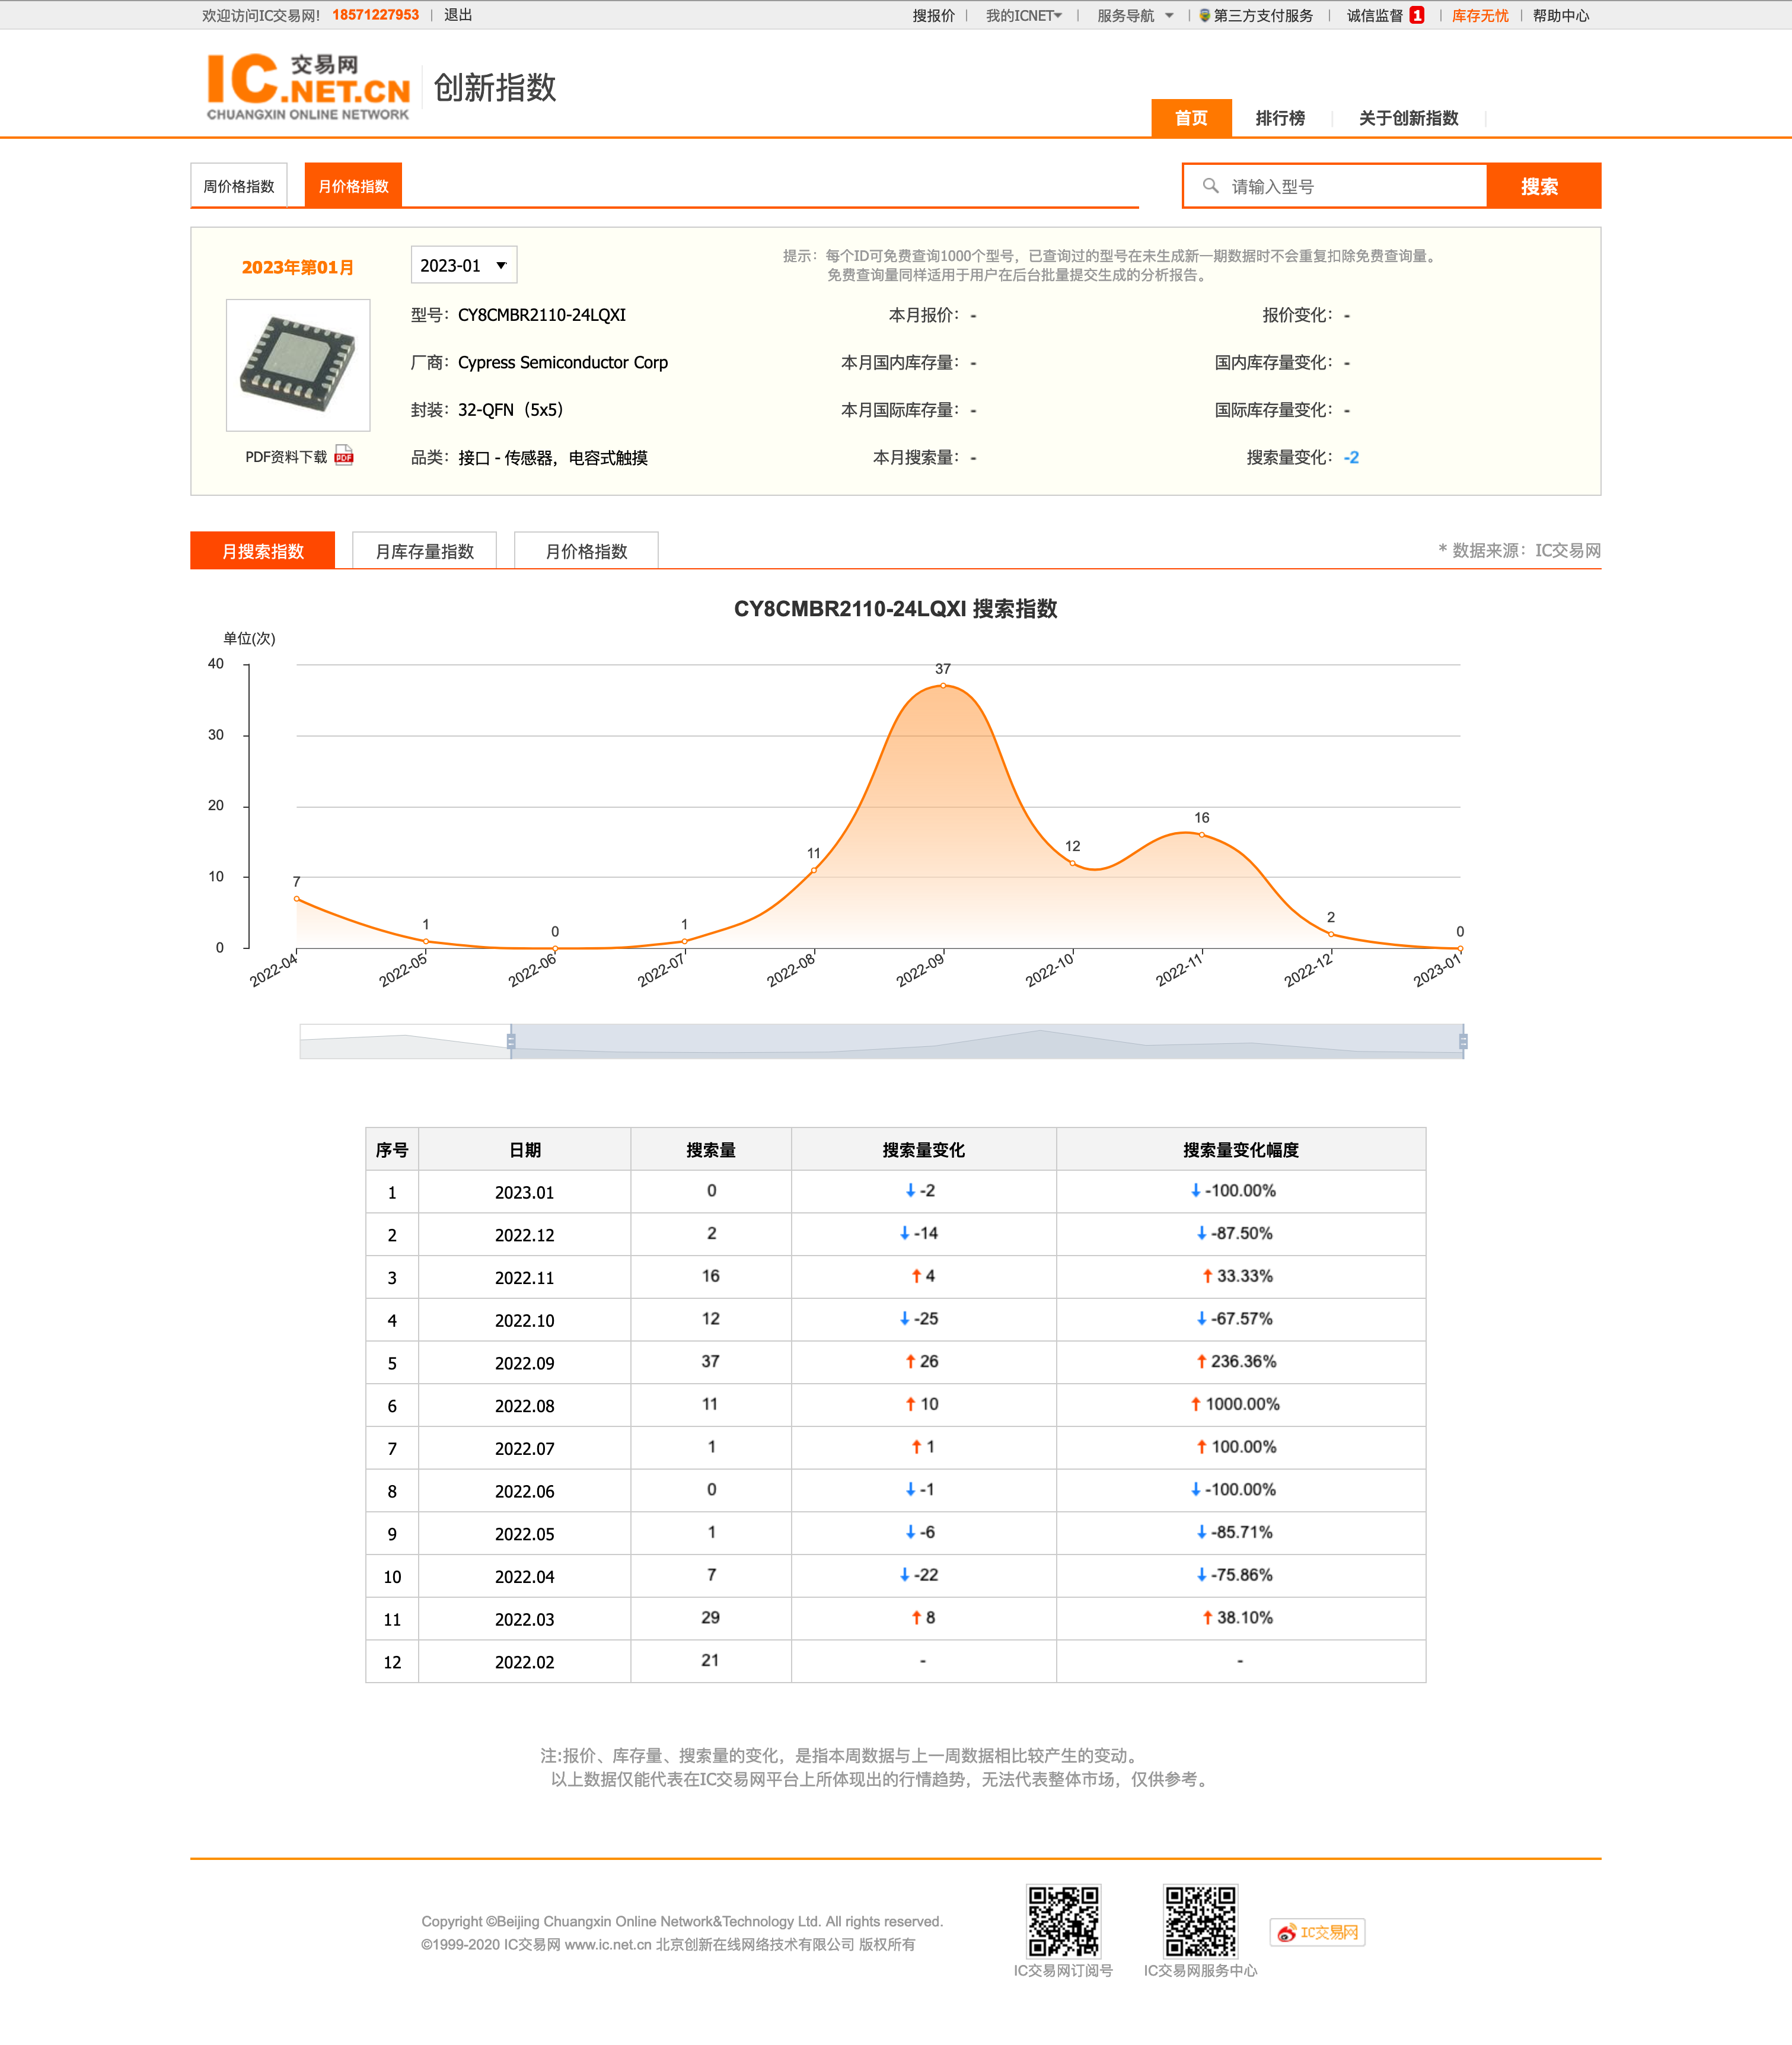 欢迎访问IC交易网! 18571227953 | 退出 搜报价 | 我的ICNET | 服务导航 | 第三方支付服务 | 诚信监督 1 | 库存无忧 | 帮助中心
IC交易网.NET.CN
CHUANGXIN ONLINE NETWORK
创新指数
首页 排行榜 关于创新指数
周价格指数 月价格指数 请输入型号 搜索
2023年第01月 2023-01
提示：每个ID可免费查询1000个型号，已查询过的型号在未生成新一期数据时不会重复扣除免费查询量。
免费查询量同样适用于用户在后台批量提交生成的分析报告。
型号：CY8CMBR2110-24LQXI 本月报价：- 报价变化：-
厂商：Cypress Semiconductor Corp 本月国内库存量：- 国内库存量变化：-
封装：32-QFN（5x5） 本月国际库存量：- 国际库存量变化：-
PDF资料下载 PDF 品类：接口 - 传感器，电容式触摸 本月搜索量：- 搜索量变化：-2
月搜索指数 月库存量指数 月价格指数 * 数据来源：IC交易网
CY8CMBR2110-24LQXI 搜索指数
单位(次)
40
37
30
20
16
12
11
10
7
1
0
1
2
0
0
2022-04 2022-05 2022-06 2022-07 2022-08 2022-09 2022-10 2022-11 2022-12 2023-01
序号 日期 搜索量 搜索量变化 搜索量变化幅度
1 2023.01 0 ↓ -2 ↓ -100.00%
2 2022.12 2 ↓ -14 ↓ -87.50%
3 2022.11 16 ↑ 4 ↑ 33.33%
4 2022.10 12 ↓ -25 ↓ -67.57%
5 2022.09 37 ↑ 26 ↑ 236.36%
6 2022.08 11 ↑ 10 ↑ 1000.00%
7 2022.07 1 ↑ 1 ↑ 100.00%
8 2022.06 0 ↓ -1 ↓ -100.00%
9 2022.05 1 ↓ -6 ↓ -85.71%
10 2022.04 7 ↓ -22 ↓ -75.86%
11 2022.03 29 ↑ 8 ↑ 38.10%
12 2022.02 21 - -
注:报价、库存量、搜索量的变化，是指本周数据与上一周数据相比较产生的变动。
以上数据仅能代表在IC交易网平台上所体现出的行情趋势，无法代表整体市场，仅供参考。
Copyright ©Beijing Chuangxin Online Network&Technology Ltd. All rights reserved.
©1999-2020 IC交易网 www.ic.net.cn 北京创新在线网络技术有限公司 版权所有
IC交易网订阅号 IC交易网服务中心 IC交易网